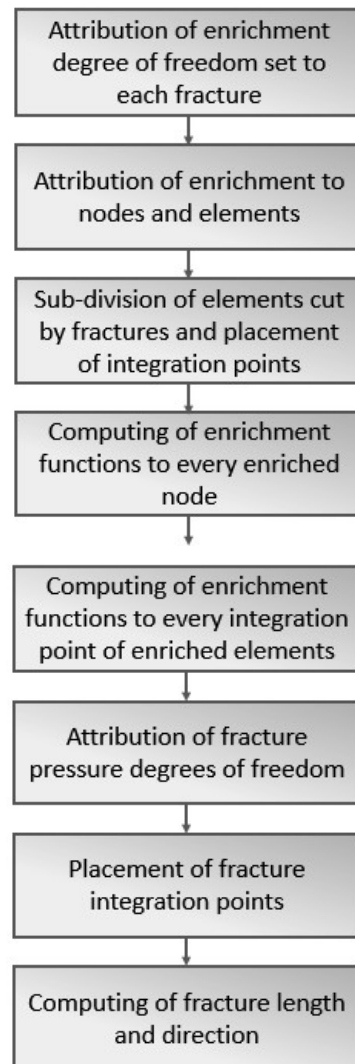 Attribution of enrichment
degree of freedom set to
each fracture
Attribution of enrichment to
nodes and elements
Sub-division of elements cut
by fractures and placement
of integration points
Computing of enrichment
functions to every enriched
node
Computing of enrichment
functions to every integration
point of enriched elements
Attribution of fracture
pressure degrees of freedom
Placement of fracture
integration points
Computing of fracture length
and direction